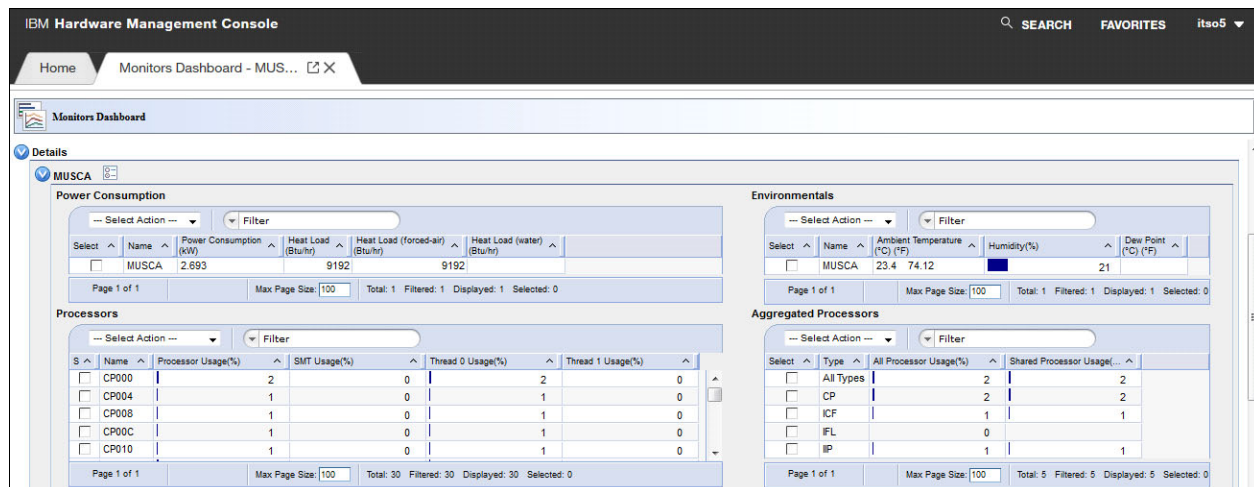 IBM Hardware Management Console SEARCH FAVORITES itso5
Home Monitors Dashboard - MUS...
Monitors Dashboard
Details
MUSCA
Power Consumption
--- Select Action --- Filter
Select Name Power Consumption (kW) Heat Load (Btu/hr) Heat Load (forced-air) (Btu/hr) Heat Load (water) (Btu/hr)
MUSCA 2.693 9192 9192
Page 1 of 1 Max Page Size: 100 Total: 1 Filtered: 1 Displayed: 1 Selected: 0
Environmentals
--- Select Action --- Filter
Select Name Ambient Temperature (°C) (°F) Humidity(%) Dew Point (°C) (°F)
MUSCA 23.4 74.12 21
Page 1 of 1 Max Page Size: 100 Total: 1 Filtered: 1 Displayed: 1 Selected: 0
Processors
--- Select Action --- Filter
S Name Processor Usage(%) SMT Usage(%) Thread 0 Usage(%) Thread 1 Usage(%)
CP000 2 0 2 0
CP004 1 0 1 0
CP008 1 0 1 0
CP00C 1 0 1 0
CP010 1 0 1 0
Page 1 of 1 Max Page Size: 100 Total: 30 Filtered: 30 Displayed: 30 Selected: 0
Aggregated Processors
--- Select Action --- Filter
Select Type All Processor Usage(%) Shared Processor Usage(...
All Types 2 2
CP 2 2
ICF 1 1
IFL 0
IIP 1 1
Page 1 of 1 Max Page Size: 100 Total: 5 Filtered: 5 Displayed: 5 Selected: 0